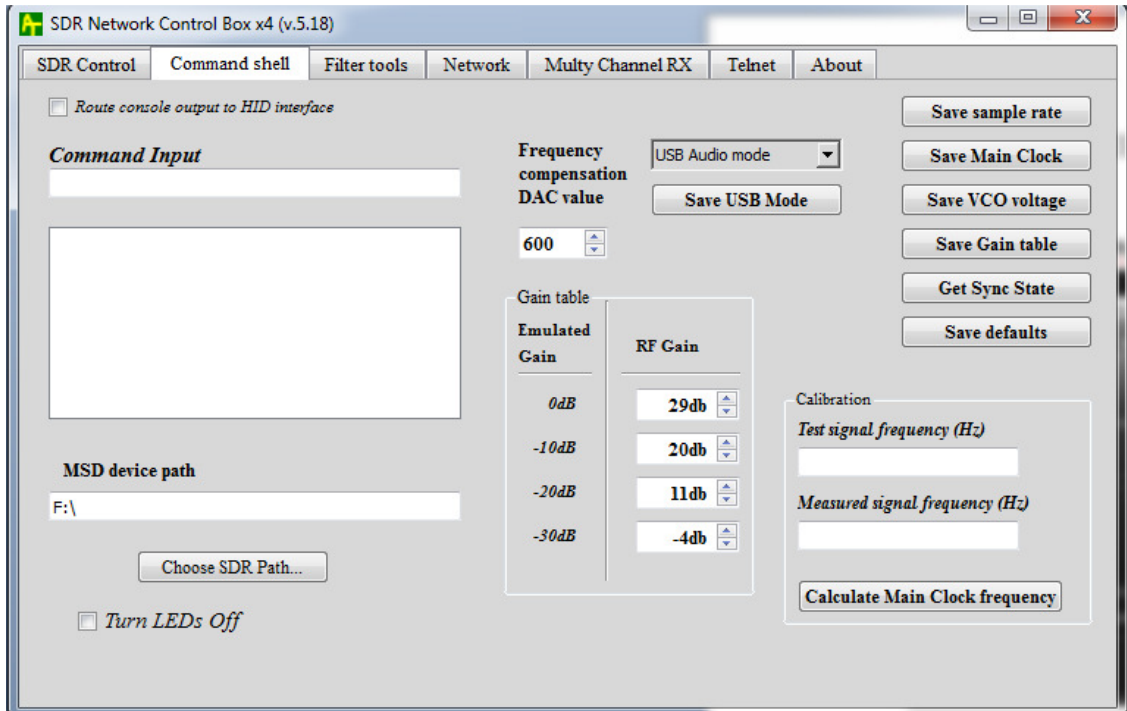 SDR Network Control Box x4 (v.5.18)
SDR Control
Command shell
Filter tools
Network
Multy Channel RX
Telnet
About
Route console output to HID interface
Command Input
Frequency
compensation
DAC value
600
USB Audio mode
Save USB Mode
Save sample rate
Save Main Clock
Save VCO voltage
Save Gain table
Get Sync State
Save defaults
Gain table
Emulated
Gain
RF Gain
0dB
29db
-10dB
20db
-20dB
11db
-30dB
-4db
MSD device path
F:\
Choose SDR Path...
Turn LEDs Off
Calibration
Test signal frequency (Hz)
Measured signal frequency (Hz)
Calculate Main Clock frequency